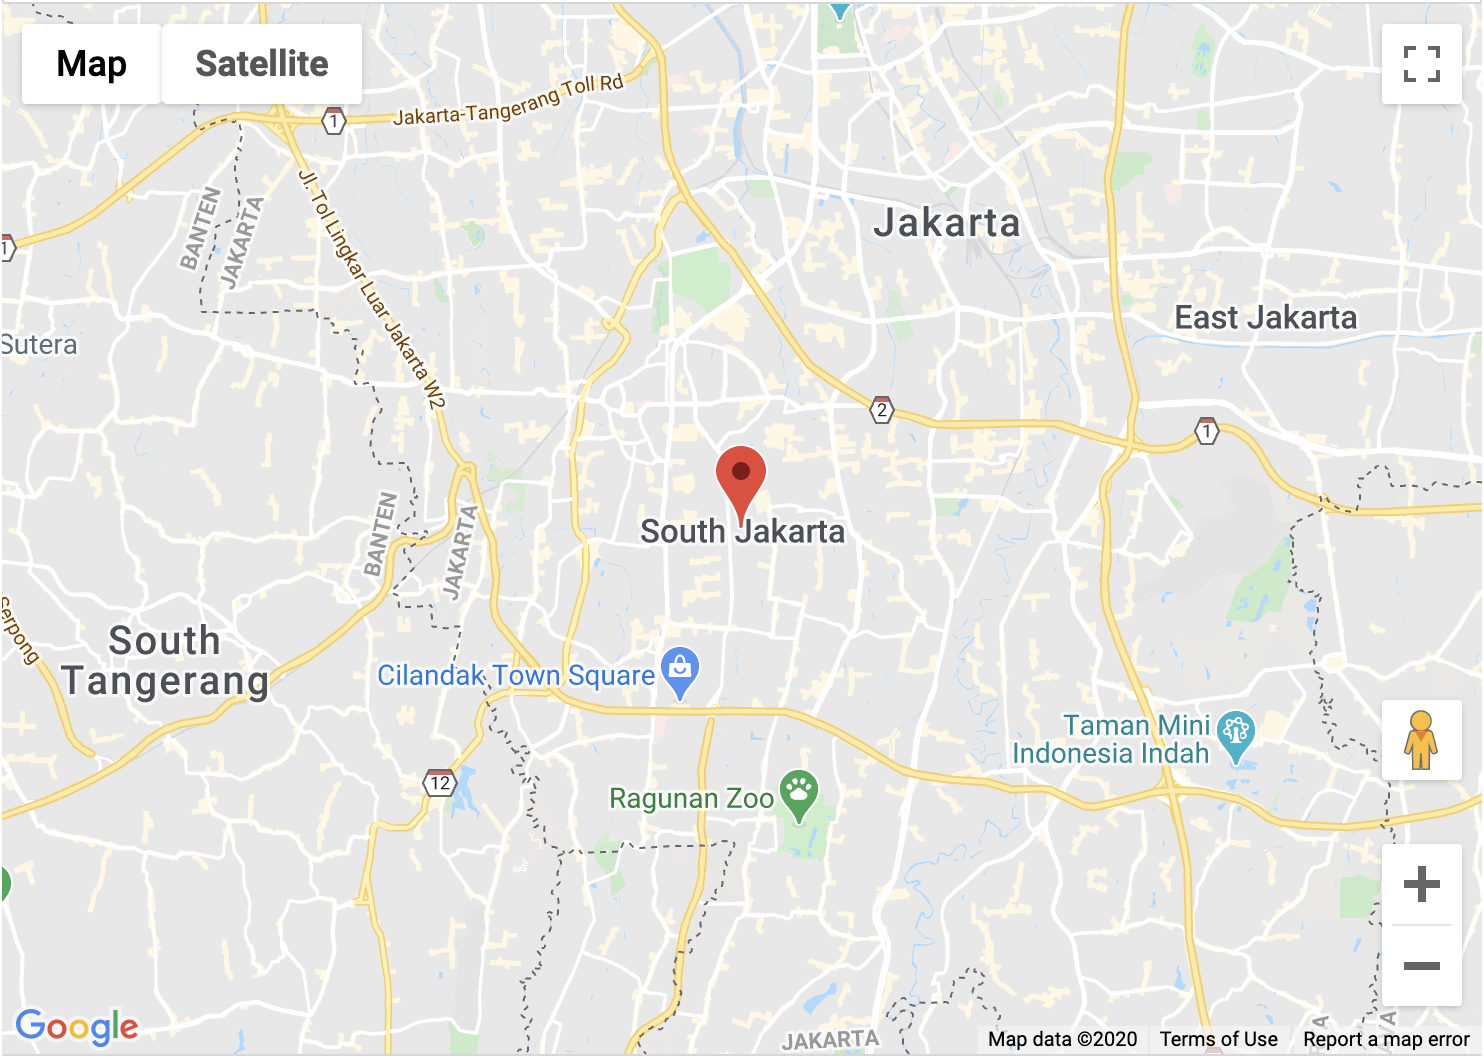 Map
Satellite
Jakarta-Tangerang Toll Rd
1
Jl. Tol Lingkar Luar Jakarta W2
BANTEN
JAKARTA
1
Jakarta
East Jakarta
Sutera
2
1
South Jakarta
BANTEN
JAKARTA
Serpong
South
Tangerang
Cilandak Town Square
Taman Mini
Indonesia Indah
12
Ragunan Zoo
Google
JAKARTA
Map data ©2020
Terms of Use
Report a map error